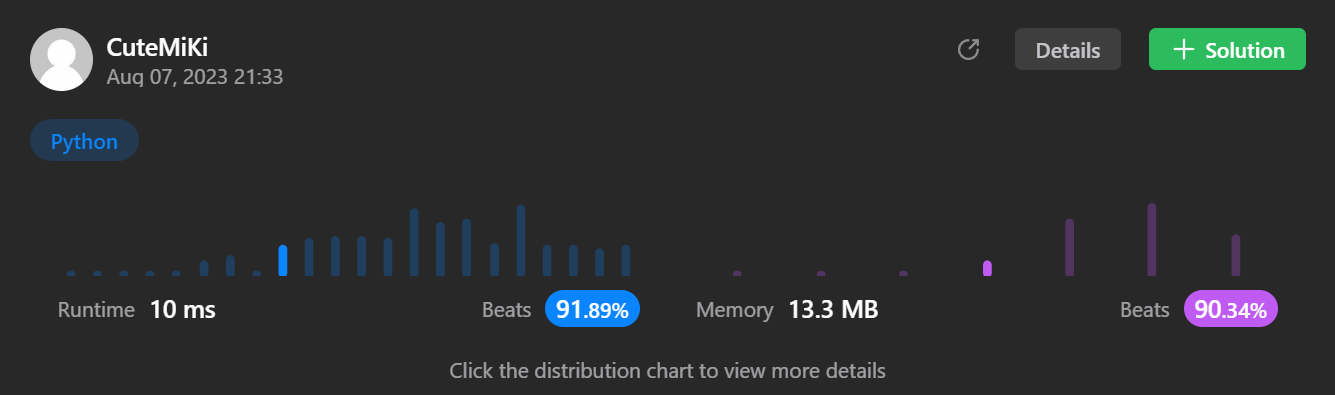 CuteMiKi
Aug 07, 2023 21:33
Details
Solution
Python
Runtime 10 ms Beats 91.89%
Memory 13.3 MB Beats 90.34%
Click the distribution chart to view more details